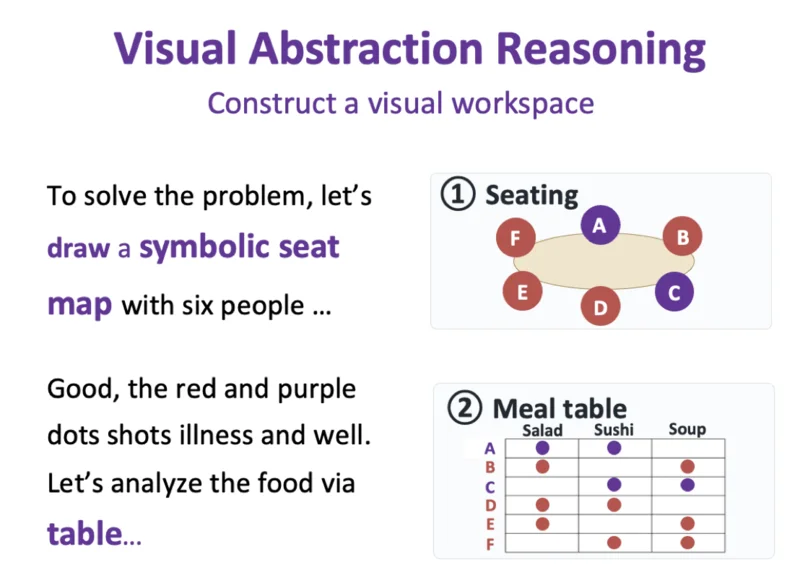 Visual Abstraction Reasoning
Construct a visual workspace
To solve the problem, let's
draw a symbolic seat
map with six people ...
① Seating
A
F
B
E
C
D
Good, the red and purple
dots shots illness and well.
Let's analyze the food via
table...
② Meal table
Salad Sushi Soup
A
B
C
D
E
F